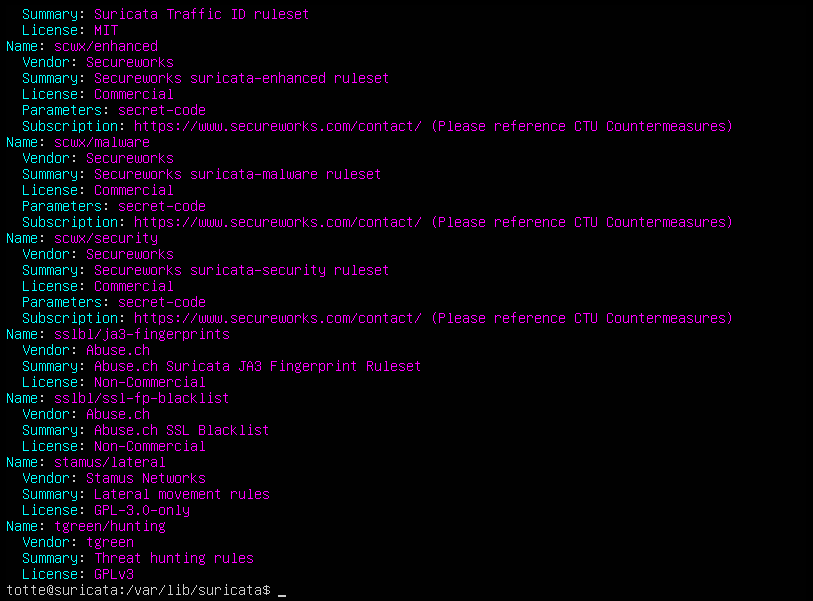 Summary: Suricata Traffic ID ruleset
License: MIT
Name: scwx/enhanced
Vendor: Secureworks
Summary: Secureworks suricata-enhanced ruleset
License: Commercial
Parameters: secret-code
Subscription: https://www.secureworks.com/contact/ (Please reference CTU Countermeasures)
Name: scwx/malware
Vendor: Secureworks
Summary: Secureworks suricata-malware ruleset
License: Commercial
Parameters: secret-code
Subscription: https://www.secureworks.com/contact/ (Please reference CTU Countermeasures)
Name: scwx/security
Vendor: Secureworks
Summary: Secureworks suricata-security ruleset
License: Commercial
Parameters: secret-code
Subscription: https://www.secureworks.com/contact/ (Please reference CTU Countermeasures)
Name: sslbl/ja3-fingerprints
Vendor: Abuse.ch
Summary: Abuse.ch Suricata JA3 Fingerprint Ruleset
License: Non-Commercial
Name: sslbl/ssl-fp-blacklist
Vendor: Abuse.ch
Summary: Abuse.ch SSL Blacklist
License: Non-Commercial
Name: stamus/lateral
Vendor: Stamus Networks
Summary: Lateral movement rules
License: GPL-3.0-only
Name: tgreen/hunting
Vendor: tgreen
Summary: Threat hunting rules
License: GPLv3
totte@suricata:/var/lib/suricata$ _